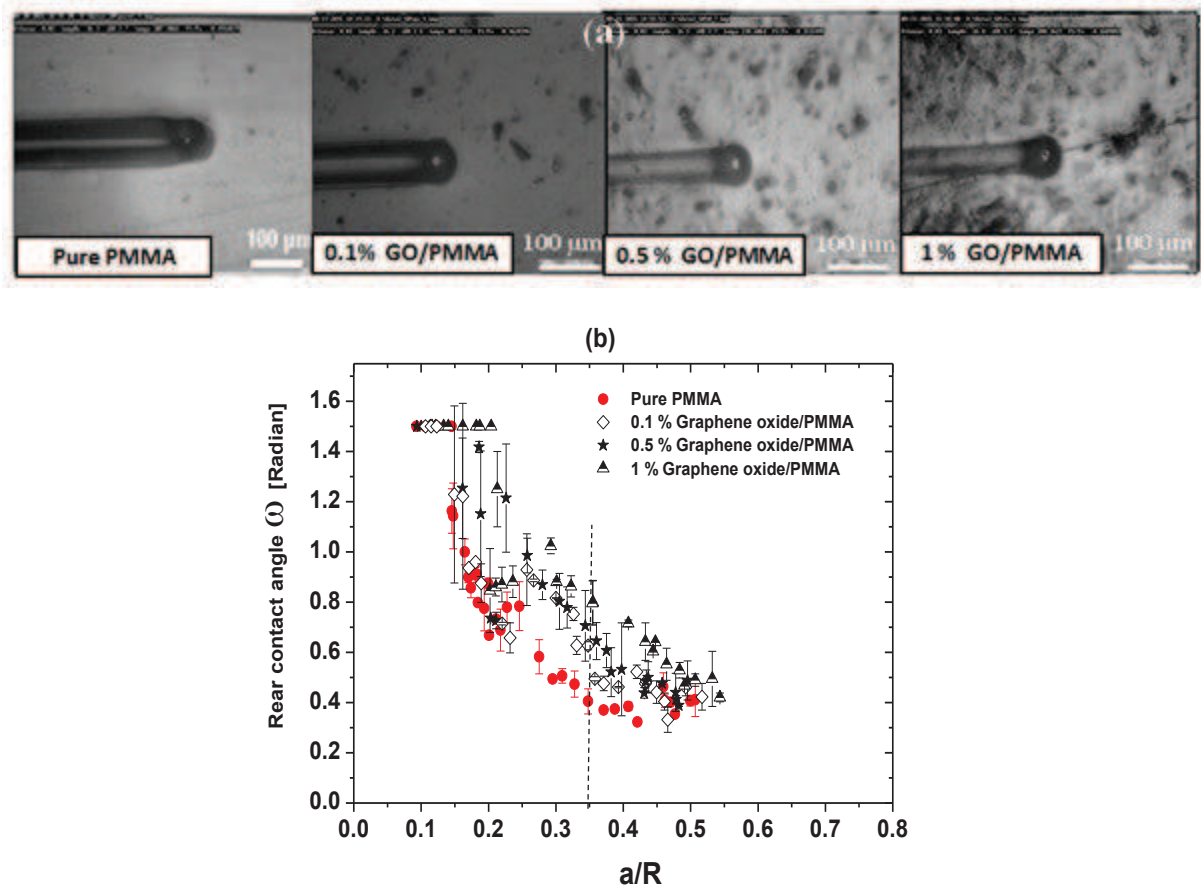 (a)
Pure PMMA
100 µm
0.1% GO/PMMA
100 µm
0.5 % GO/PMMA
100 µm
1 % GO/PMMA
100 µm
(b)
Rear contact angle ω [Radian]
1.6
1.4
1.2
1.0
0.8
0.6
0.4
0.2
0.0
Pure PMMA
0.1 % Graphene oxide/PMMA
0.5 % Graphene oxide/PMMA
1 % Graphene oxide/PMMA
0.0 0.1 0.2 0.3 0.4 0.5 0.6 0.7 0.8
a/R